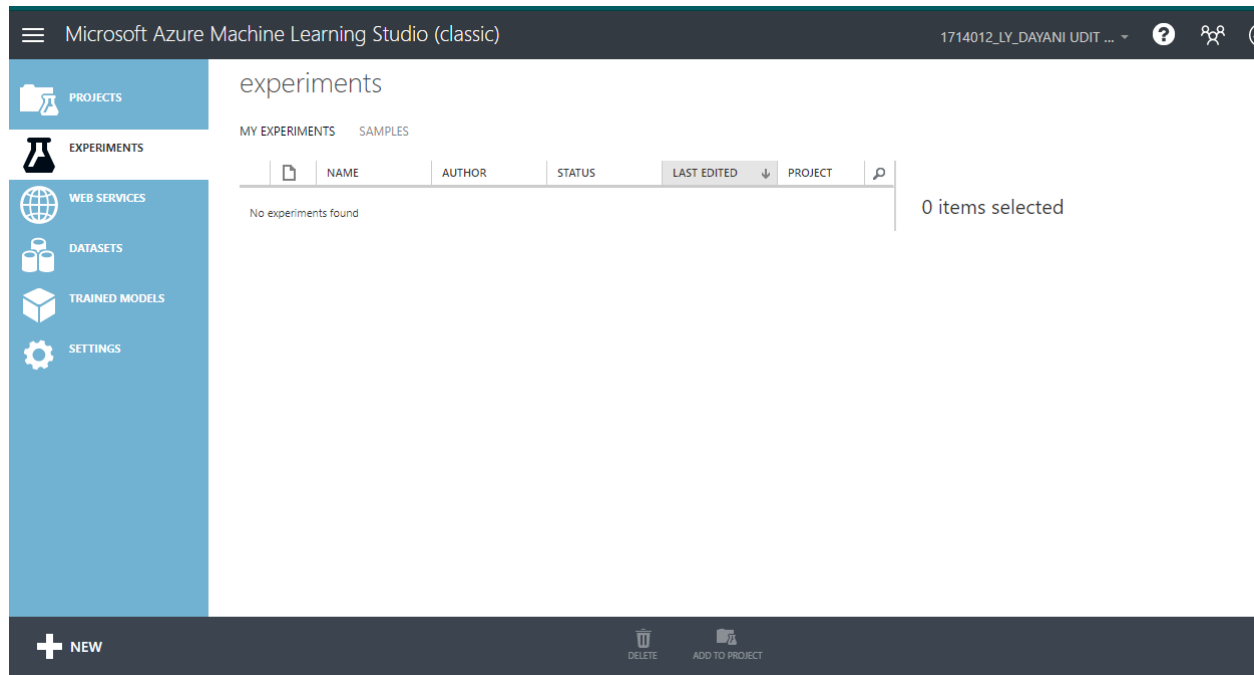 Microsoft Azure Machine Learning Studio (classic)
1714012_LY_DAYANI UDIT ...
?
PROJECTS
EXPERIMENTS
WEB SERVICES
DATASETS
TRAINED MODELS
SETTINGS
experiments
MY EXPERIMENTS SAMPLES
NAME AUTHOR STATUS LAST EDITED PROJECT
No experiments found
0 items selected
NEW
DELETE ADD TO PROJECT